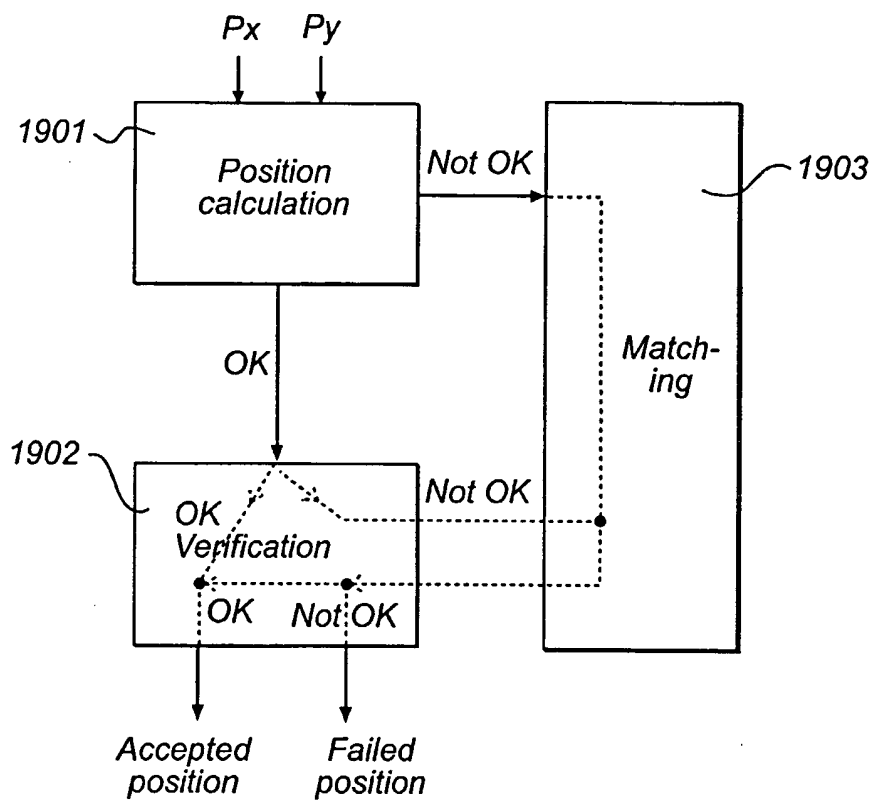 Px Py
1901
Position
calculation
Not OK
1903
OK
Match-
ing
1902
Not OK
OK
Verification
OK Not OK
Accepted
position
Failed
position